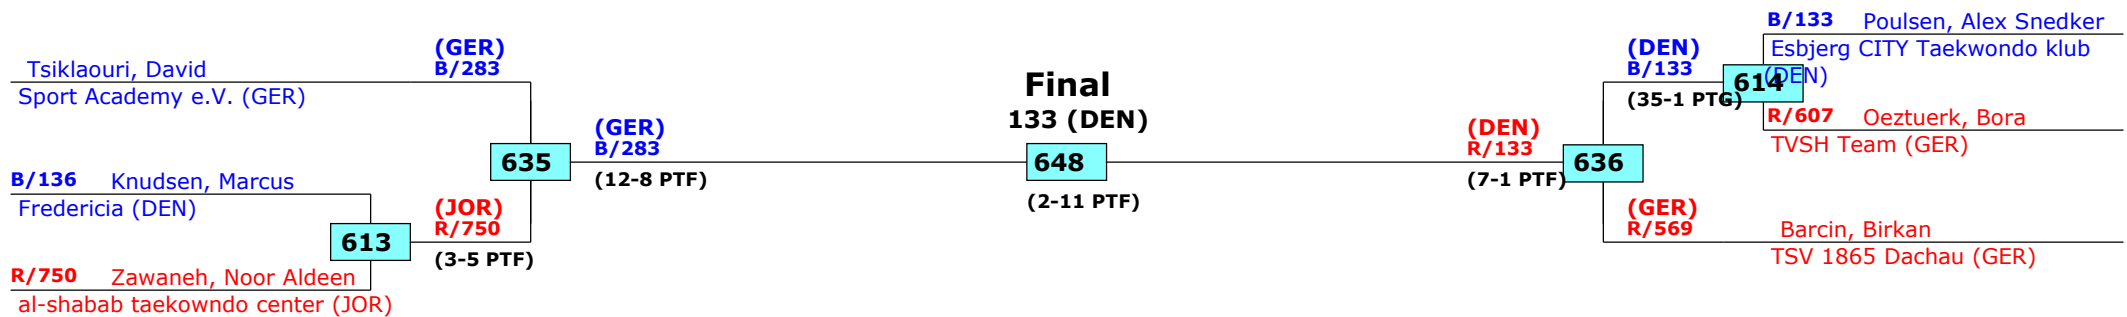 (GER)
Tsiklaouri, David
B/283
Sport Academy e.V. (GER)
635
(GER)
B/283
(12-8 PTF)
B/136 Knudsen, Marcus
Fredericia (DEN)
613
(JOR)
R/750
(3-5 PTF)
R/750 Zawaneh, Noor Aldeen
al-shabab taekowndo center (JOR)
Final
133 (DEN)
648
(2-11 PTF)
B/133 Poulsen, Alex Snedker
Esbjerg CITY Taekwondo klub
(DEN)
(DEN)
B/133
614
(35-1 PTG)
R/607 Oeztuerk, Bora
TVSH Team (GER)
(DEN)
R/133
636
(7-1 PTF)
(GER)
R/569
Barcin, Birkan
TSV 1865 Dachau (GER)